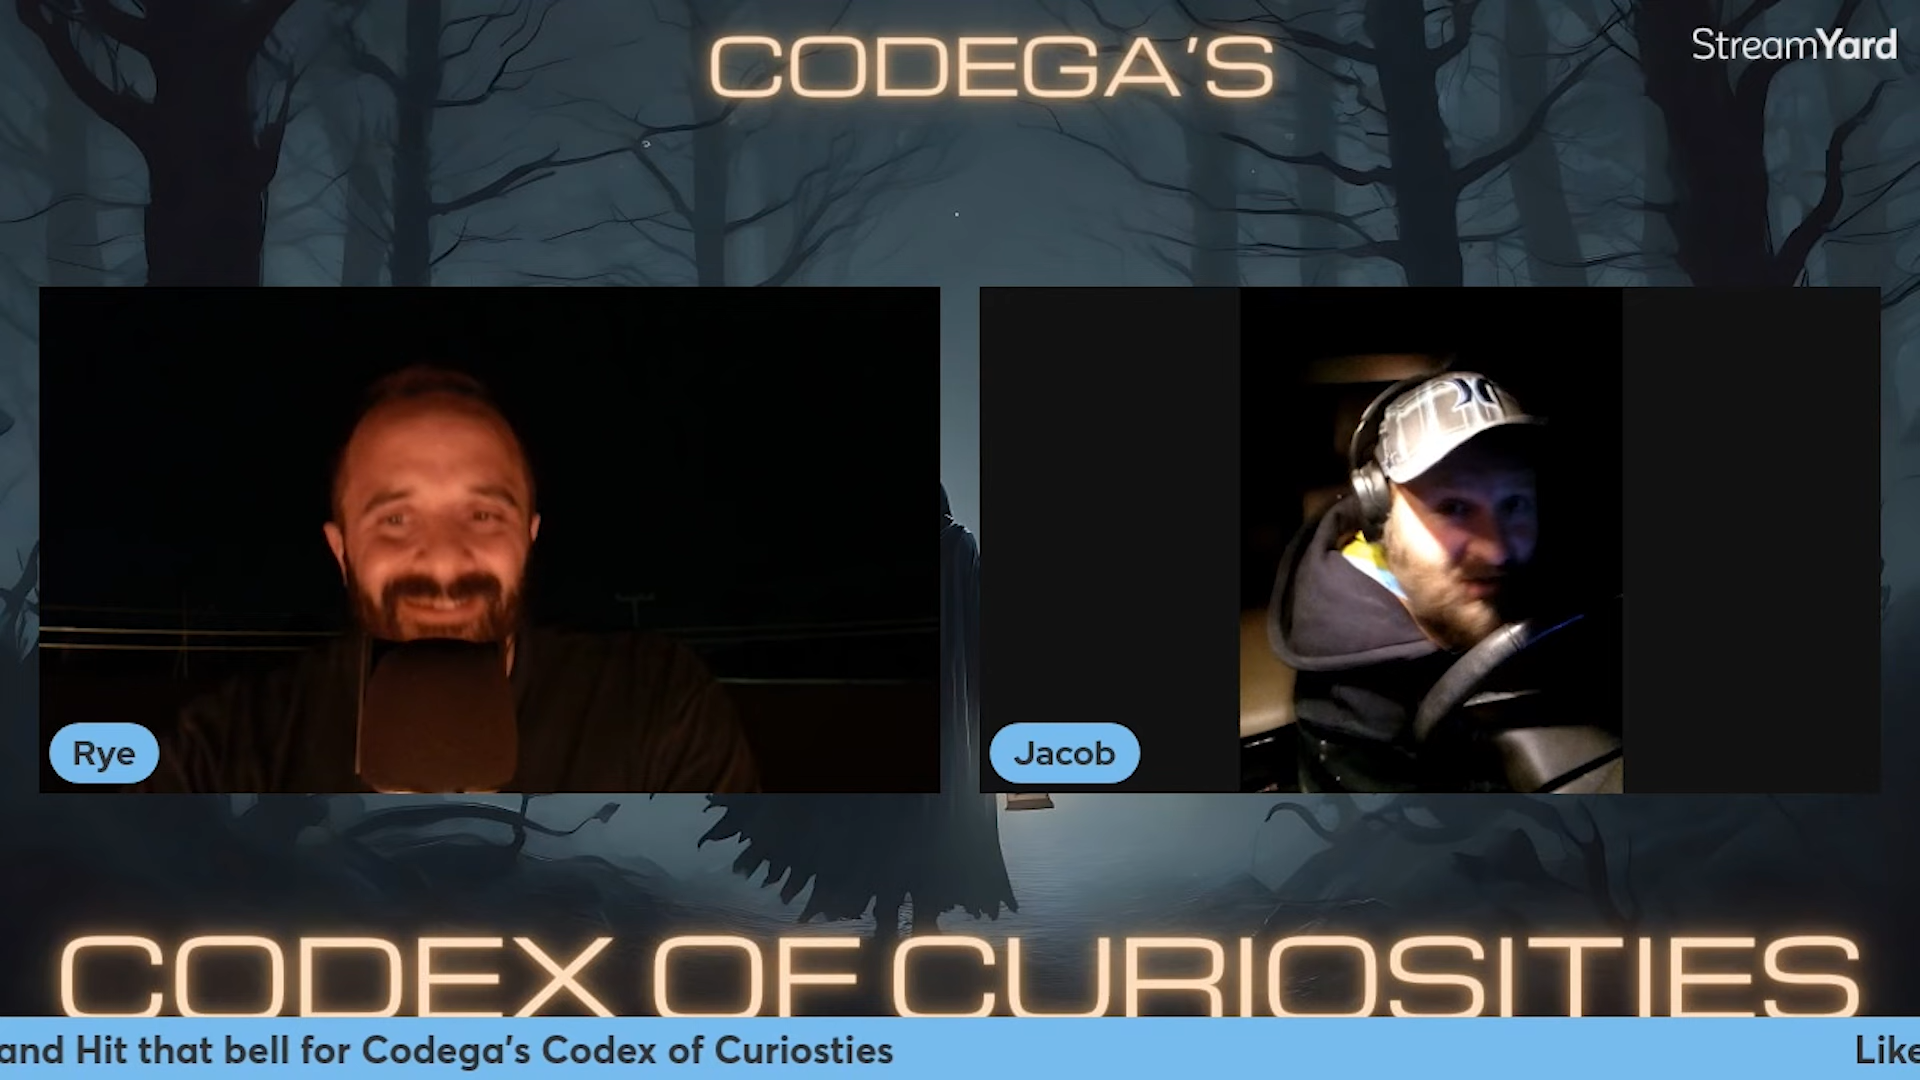 CODEGA'S
StreamYard
Rye
Jacob
CODEX OF CURIOSITIES
and Hit that bell for Codega's Codex of Curiosties
Like